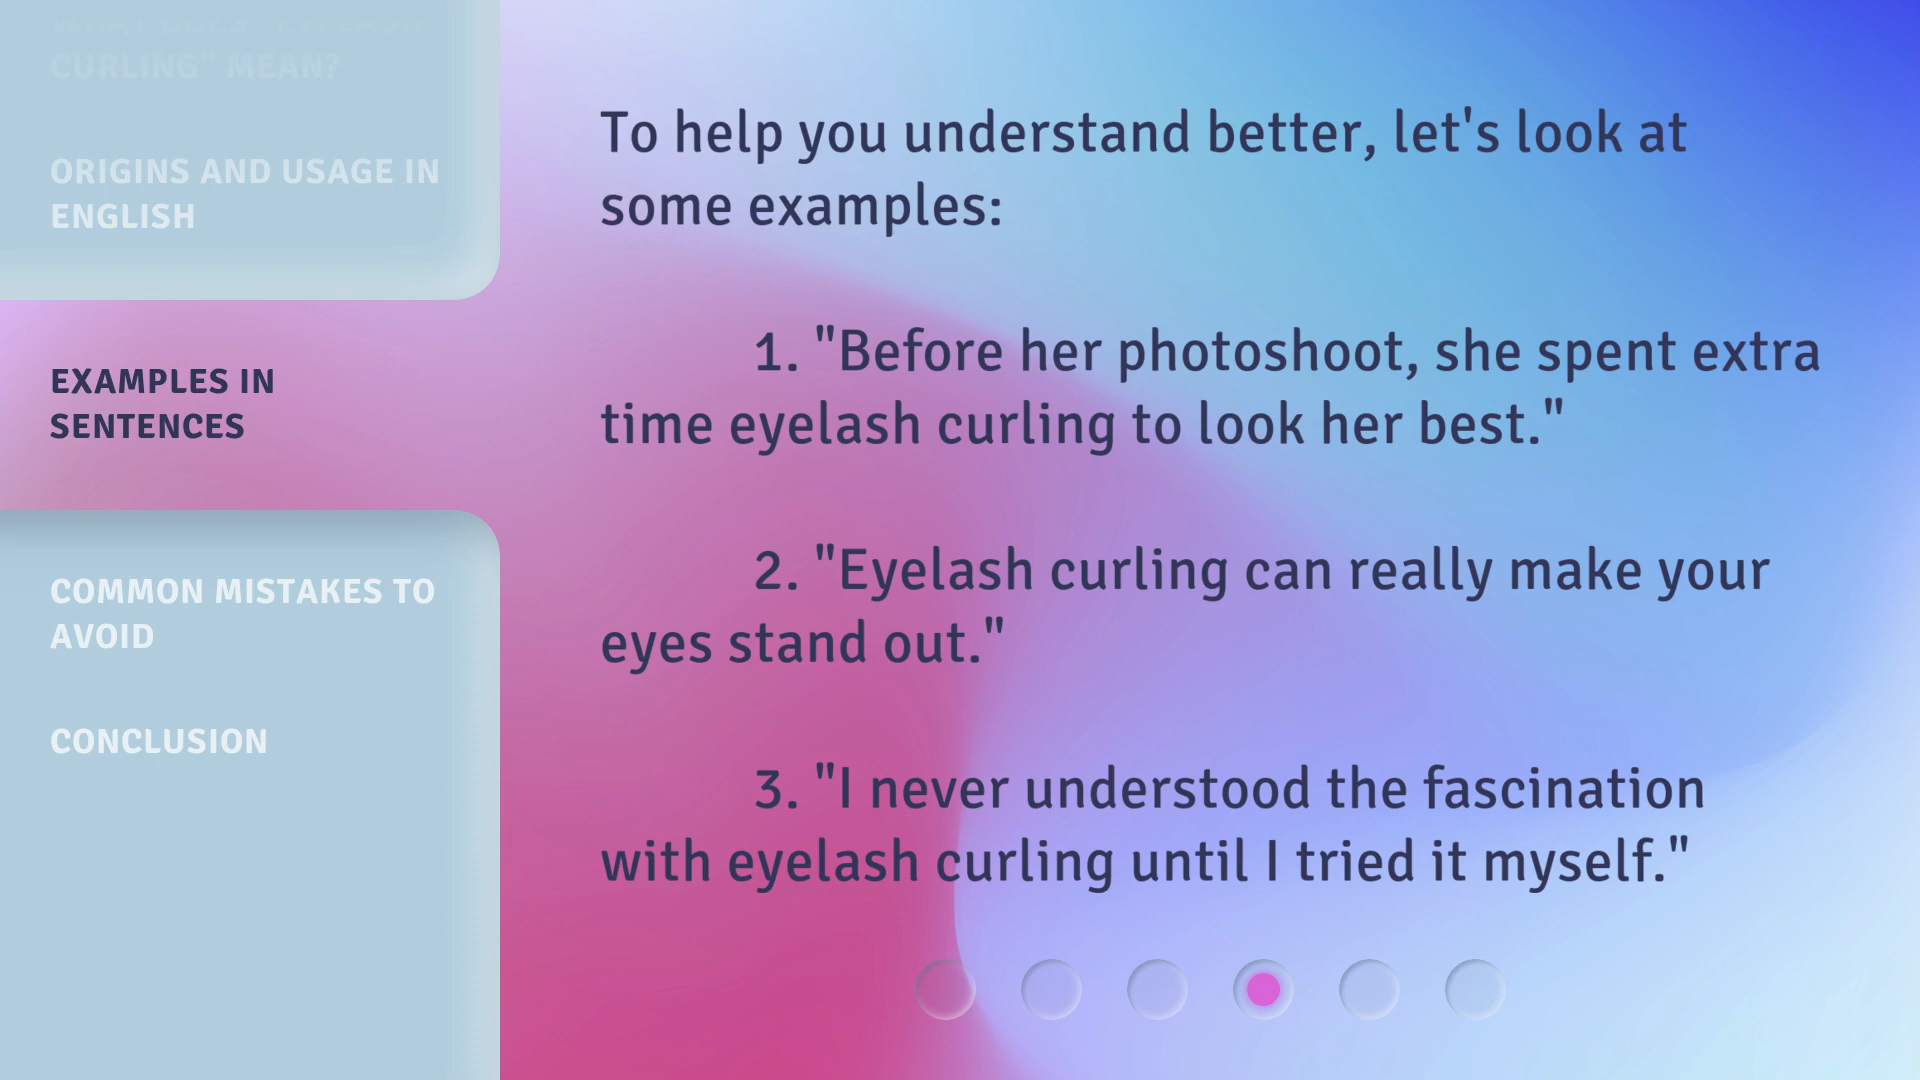 CURLING" MEAN?
ORIGINS AND USAGE IN
ENGLISH
EXAMPLES IN
SENTENCES
COMMON MISTAKES TO
AVOID
CONCLUSION
To help you understand better, let's look at
some examples:
1. "Before her photoshoot, she spent extra
time eyelash curling to look her best."
2. "Eyelash curling can really make your
eyes stand out."
3. "I never understood the fascination
with eyelash curling until I tried it myself."